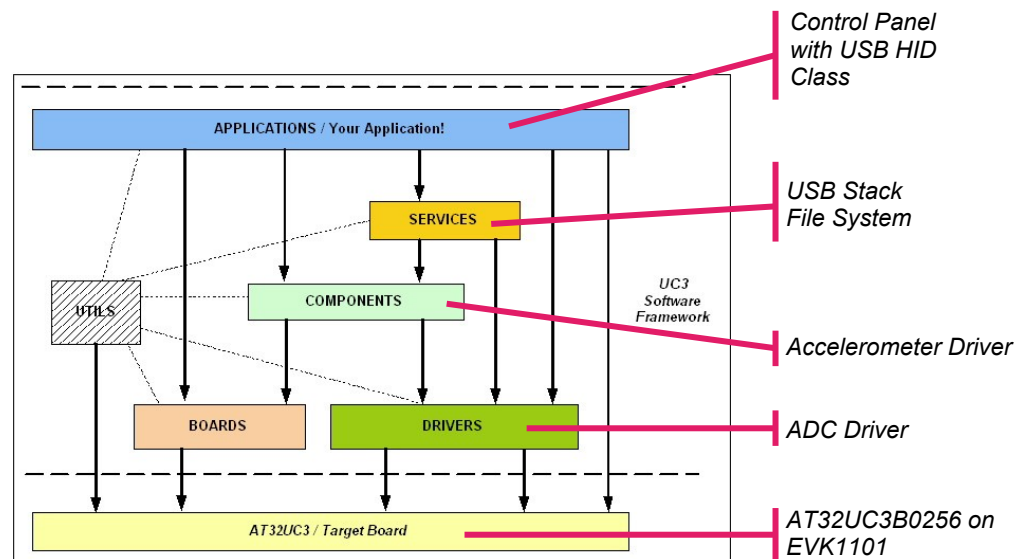 Control Panel
with USB HID
Class
APPLICATIONS / Your Application!
USB Stack
File System
SERVICES
UC3
Software
Framework
COMPONENTS
UTILS
Accelerometer Driver
BOARDS
DRIVERS
ADC Driver
AT32UC3 / Target Board
AT32UC3B0256 on
EVK1101